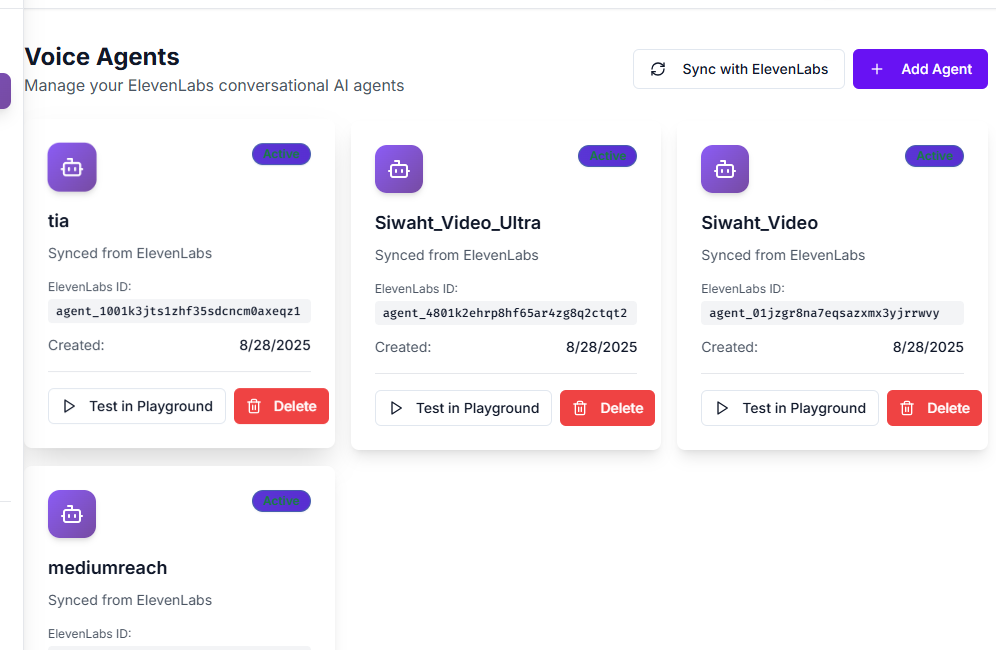 Voice Agents
Manage your ElevenLabs conversational AI agents
Sync with ElevenLabs
Add Agent
Active
tia
Synced from ElevenLabs
ElevenLabs ID:
agent_1001k3jts1zhf35sdcncm0axeqz1
Created: 8/28/2025
Test in Playground
Delete
Active
Siwaht_Video_Ultra
Synced from ElevenLabs
ElevenLabs ID:
agent_4801k2ehrp8hf65ar4zg8q2ctqt2
Created: 8/28/2025
Test in Playground
Delete
Active
Siwaht_Video
Synced from ElevenLabs
ElevenLabs ID:
agent_01jzgr8na7eqsazxmx3yjrrwvy
Created: 8/28/2025
Test in Playground
Delete
Active
mediumreach
Synced from ElevenLabs
ElevenLabs ID: